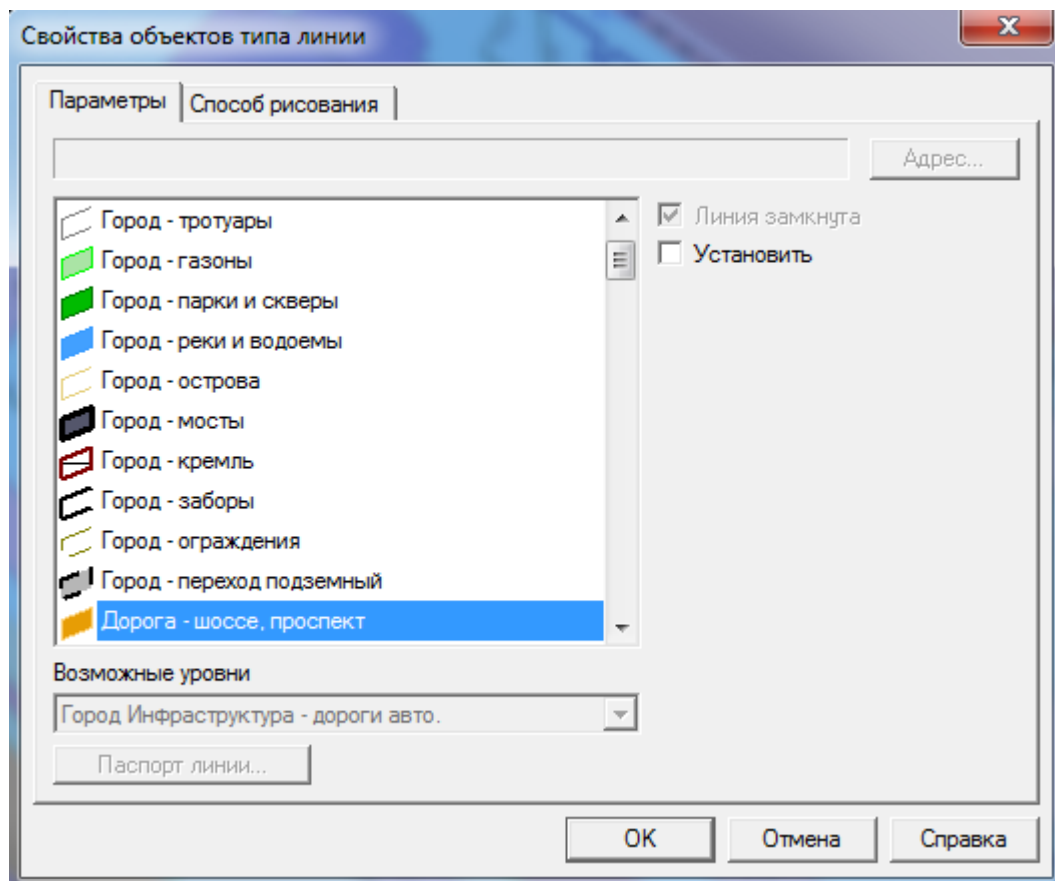 Свойства объектов типа линии
Параметры
Способ рисования
Адрес...
Город - тротуары
Город - газоны
Город - парки и скверы
Город - реки и водоемы
Город - острова
Город - мосты
Город - кремль
Город - заборы
Город - ограждения
Город - переход подземный
Дорога - шоссе, проспект
Линия замкнута
Установить
Возможные уровни
Город Инфраструктура - дороги авто.
Паспорт линии...
OK
Отмена
Справка